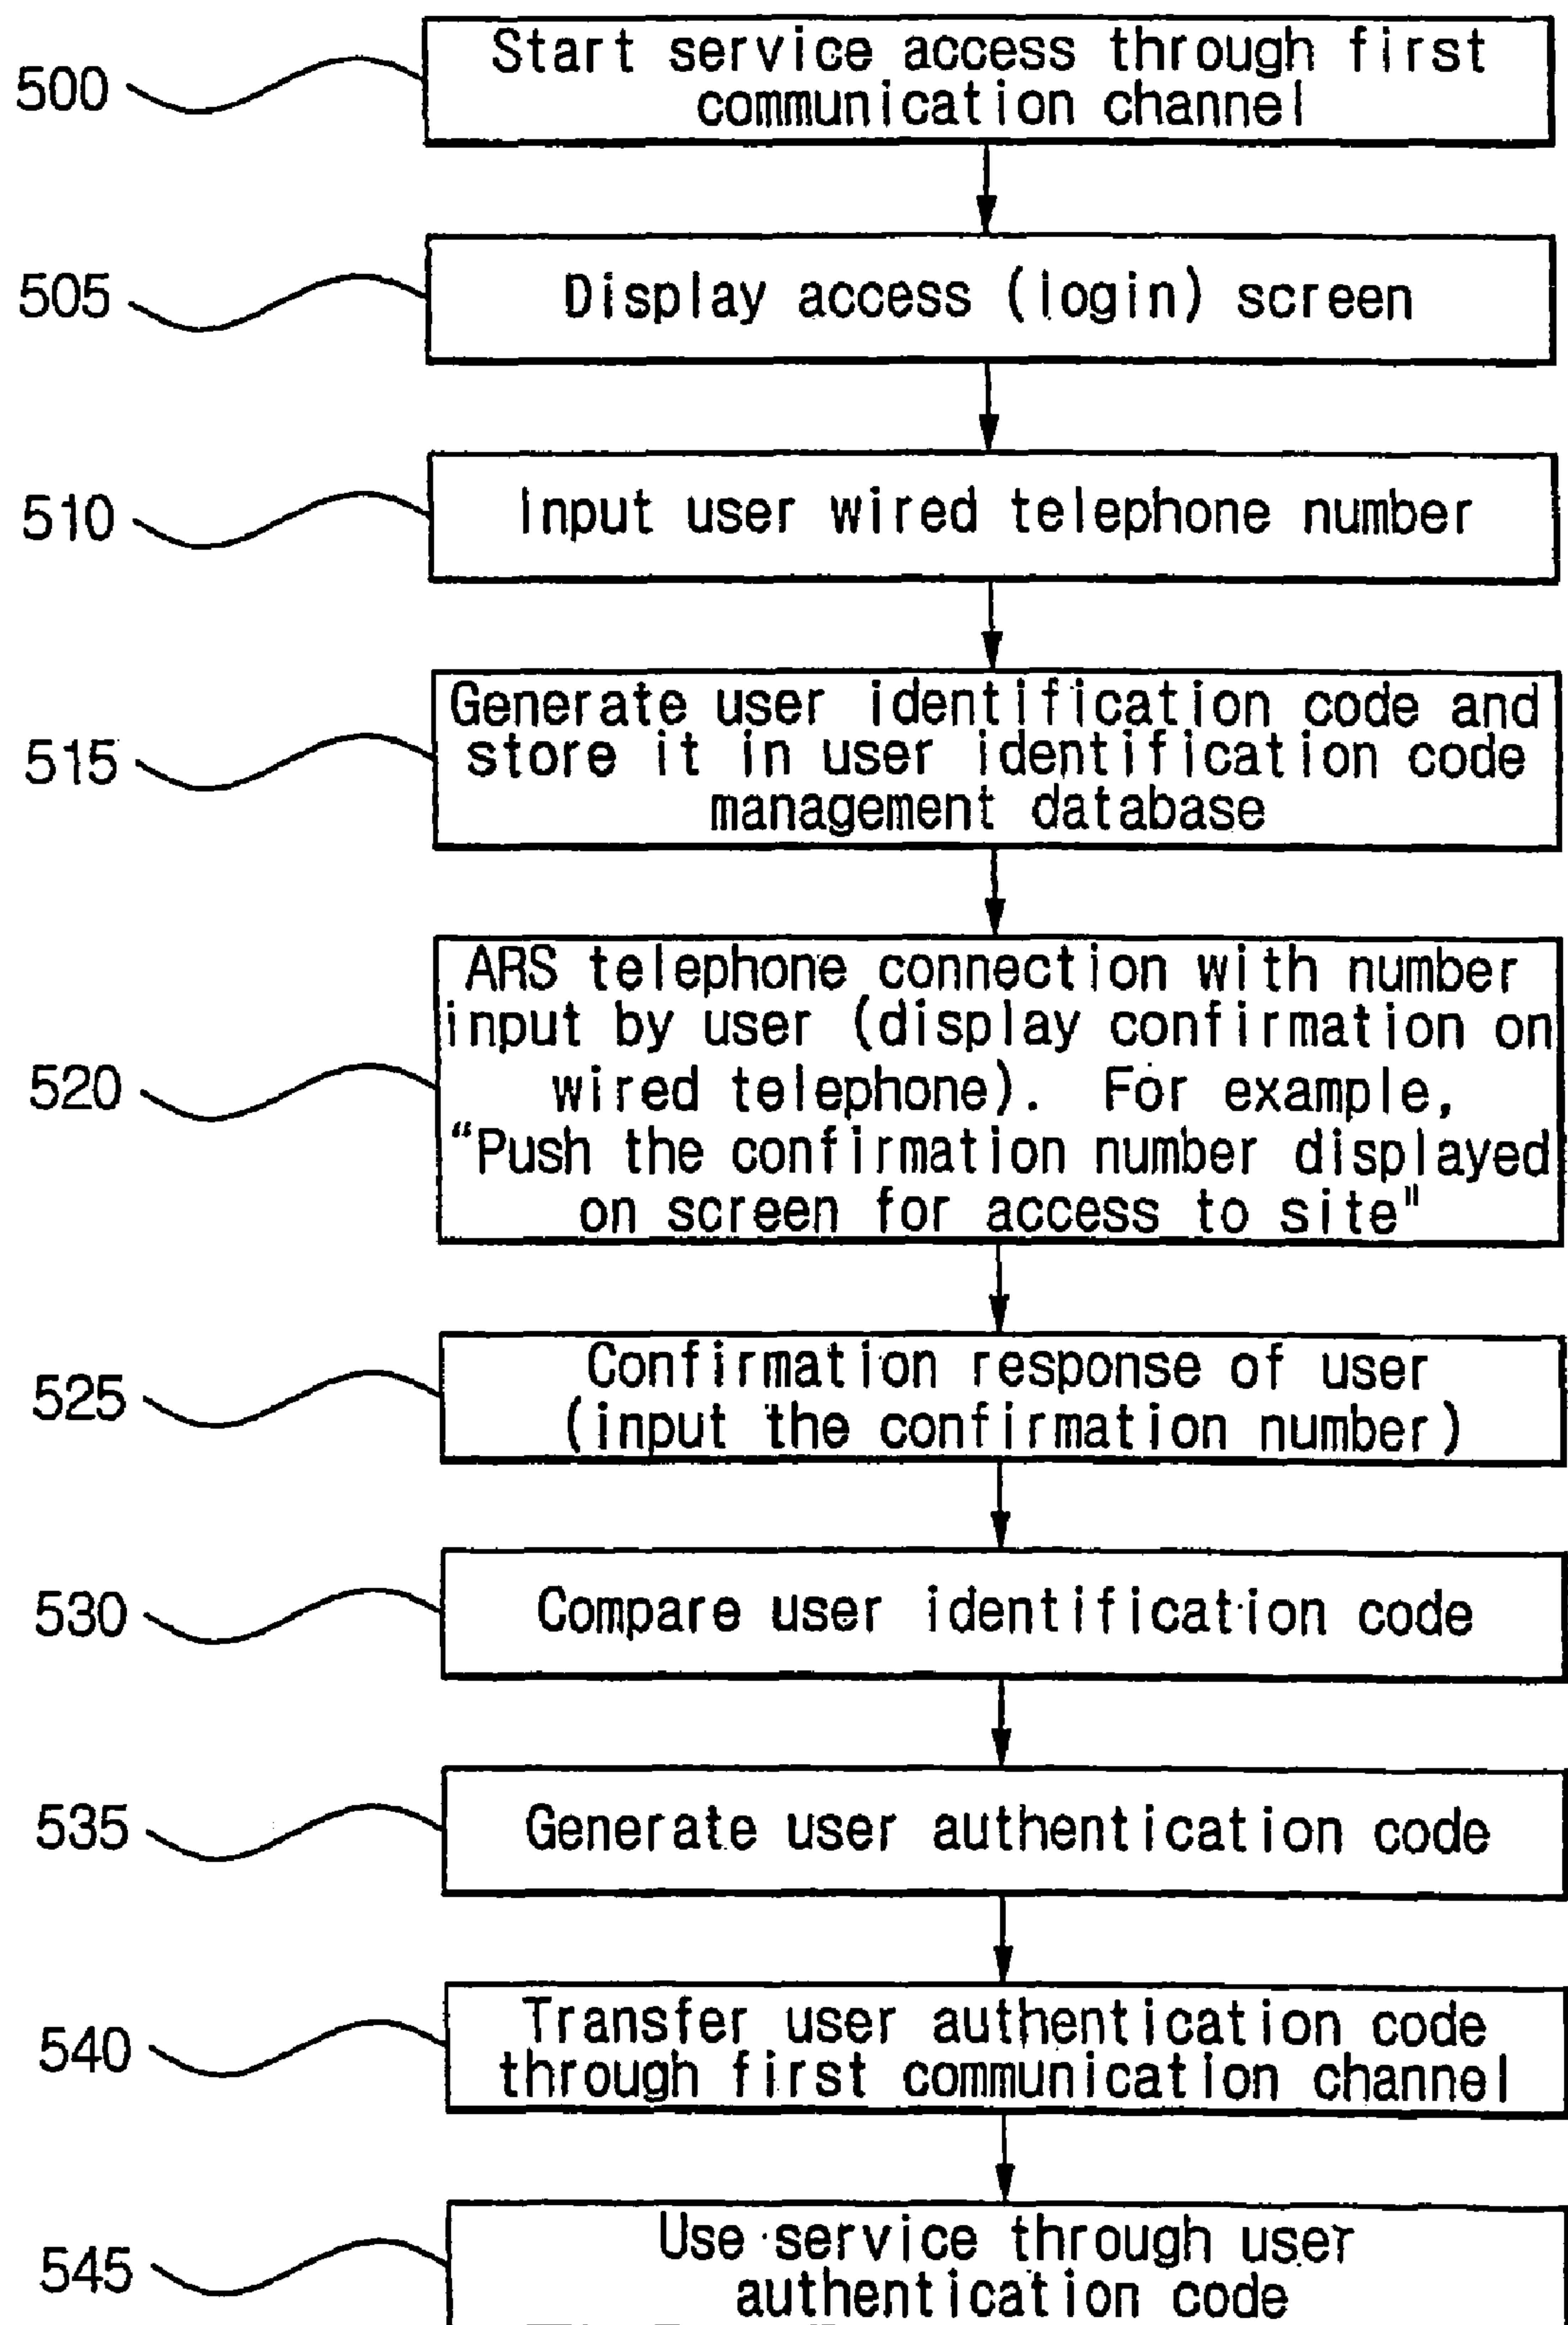 500
Start service access through first
communication channel
505
Display access (login) screen
510
Input user wired telephone number
515
Generate user identification code and
store it in user identification code
management database
520
ARS telephone connection with number
input by user (display confirmation on
wired telephone). For example,
“Push the confirmation number displayed
on screen for access to site"
525
Confirmation response of user
(input the confirmation number)
530
Compare user identification code
535
Generate user authentication code
540
Transfer user authentication code
through first communication channel
545
Use service through user
authentication code